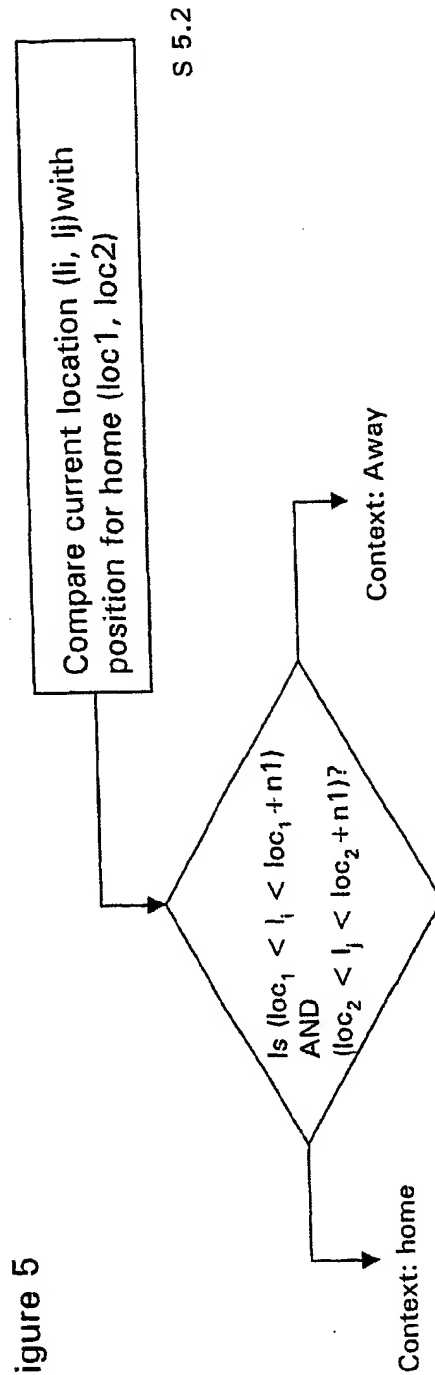 igure 5
Compare current location (li, lj)with
position for home (loc1, loc2)
S 5.2
Is (loc₁ < lᵢ < loc₁ + n1)
AND
(loc₂ < lⱼ < loc₂ + n1)?
Context: home
Context: Away